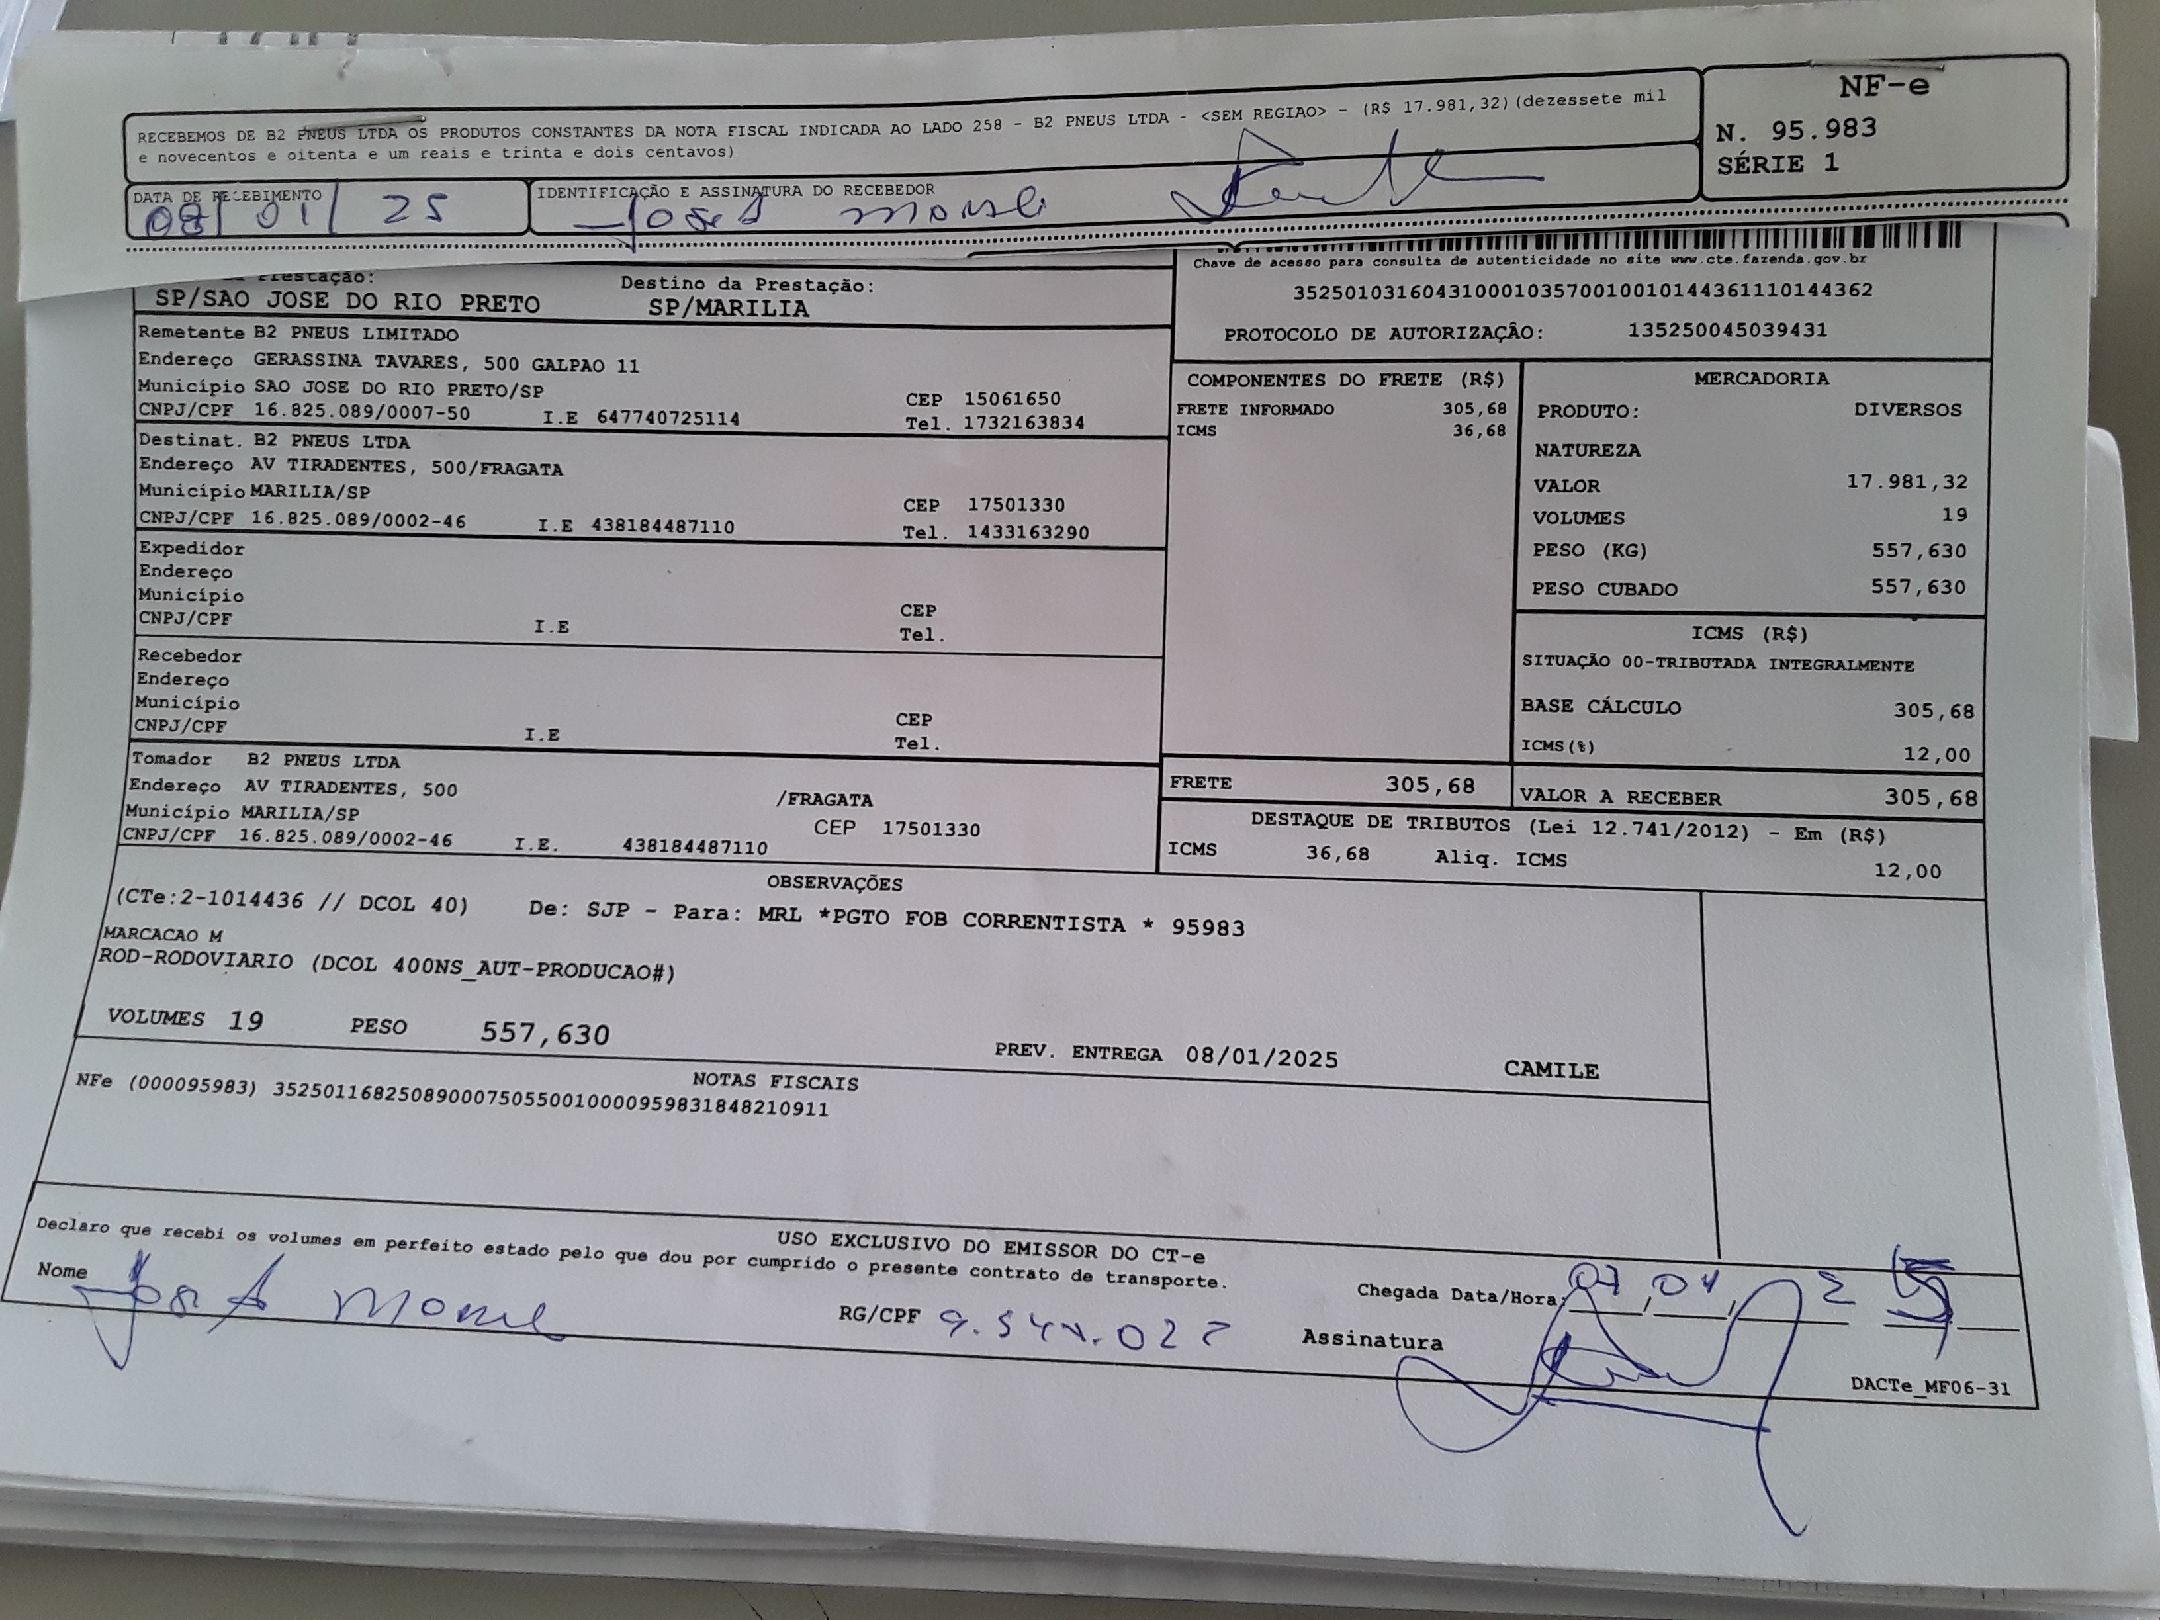 RECEBEMOS DE B2 PNEUS LTDA OS PRODUTOS CONSTANTES DA NOTA FISCAL INDICADA AO LADO 258 - B2 PNEUS LTDA - <SEM REGIAO> - (R$ 17.981,32)(dezessete mil
e novecentos e oitenta e um reais e trinta e dois centavos)
NF-e
N. 95.983
SÉRIE 1
DATA DE RECEBIMENTO
08/01/25
IDENTIFICAÇÃO E ASSINATURA DO RECEBEDOR
Prestação:
SP/SAO JOSE DO RIO PRETO
Destino da Prestação:
SP/MARILIA
Chave de acesso para consulta de autenticidade no site www.cte.fazenda.gov.br
35250103160431000103570010010144361110144362
PROTOCOLO DE AUTORIZAÇÃO: 135250045039431
Remetente B2 PNEUS LIMITADO
Endereço GERASSINA TAVARES, 500 GALPAO 11
Município SAO JOSE DO RIO PRETO/SP CEP 15061650
CNPJ/CPF 16.825.089/0007-50 I.E 647740725114 Tel. 1732163834
Destinat. B2 PNEUS LTDA
Endereço AV TIRADENTES, 500/FRAGATA
Município MARILIA/SP CEP 17501330
CNPJ/CPF 16.825.089/0002-46 I.E 438184487110 Tel. 1433163290
Expedidor
Endereço
Município CEP
CNPJ/CPF I.E Tel.
Recebedor
Endereço
Município CEP
CNPJ/CPF I.E Tel.
Tomador B2 PNEUS LTDA
Endereço AV TIRADENTES, 500 /FRAGATA
Município MARILIA/SP CEP 17501330
CNPJ/CPF 16.825.089/0002-46 I.E. 438184487110
COMPONENTES DO FRETE (R$)
FRETE INFORMADO 305,68
ICMS 36,68
MERCADORIA
PRODUTO: DIVERSOS
NATUREZA
VALOR 17.981,32
VOLUMES 19
PESO (KG) 557,630
PESO CUBADO 557,630
ICMS (R$)
SITUAÇÃO 00-TRIBUTADA INTEGRALMENTE
BASE CÁLCULO 305,68
ICMS(%) 12,00
FRETE 305,68
VALOR A RECEBER 305,68
DESTAQUE DE TRIBUTOS (Lei 12.741/2012) - Em (R$)
ICMS 36,68 Aliq. ICMS 12,00
OBSERVAÇÕES
(CTe:2-1014436 // DCOL 40) De: SJP - Para: MRL *PGTO FOB CORRENTISTA * 95983
MARCACAO M
ROD-RODOVIARIO (DCOL 400NS_AUT-PRODUCAO#)
VOLUMES 19 PESO 557,630
PREV. ENTREGA 08/01/2025 CAMILE
NOTAS FISCAIS
NFe (000095983) 35250116825089000750550010000959831848210911
USO EXCLUSIVO DO EMISSOR DO CT-e
Declaro que recebi os volumes em perfeito estado pelo que dou por cumprido o presente contrato de transporte.
Nome
RG/CPF
Chegada Data/Hora:
Assinatura
DACTe_MF06-31